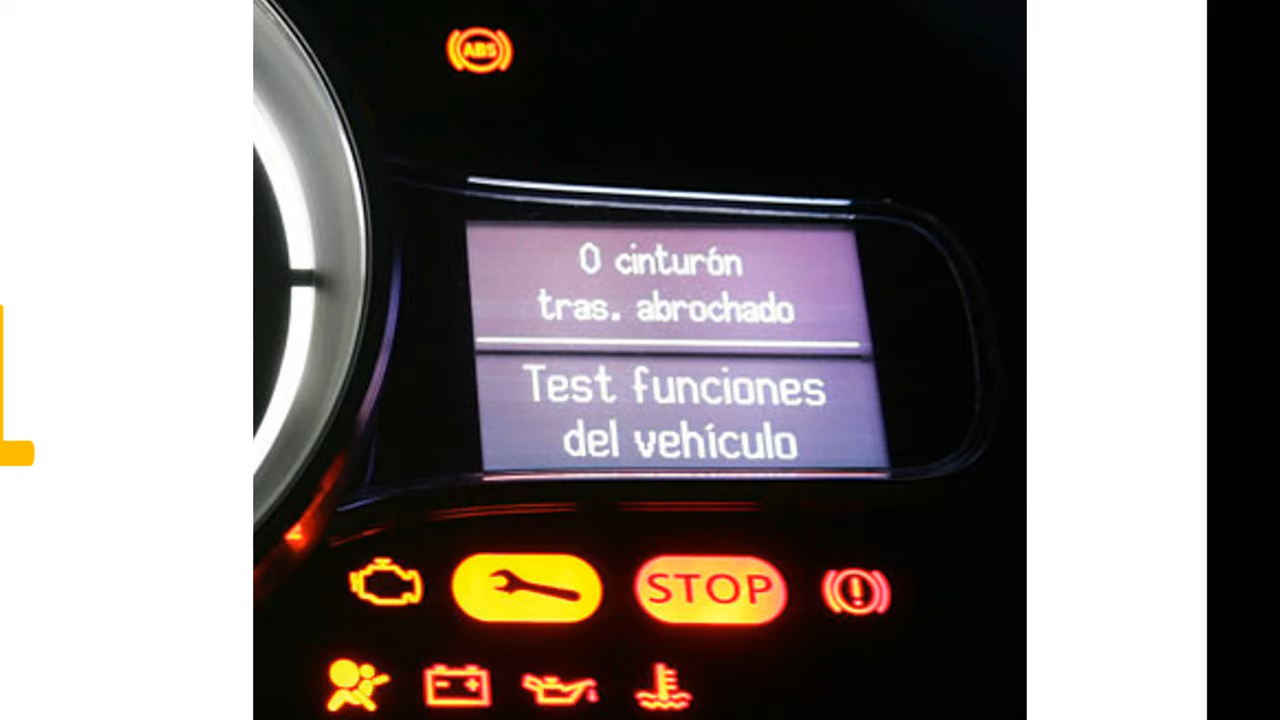 ABS
0 cinturón
tras. abrochado
Test funciones
del vehículo
STOP